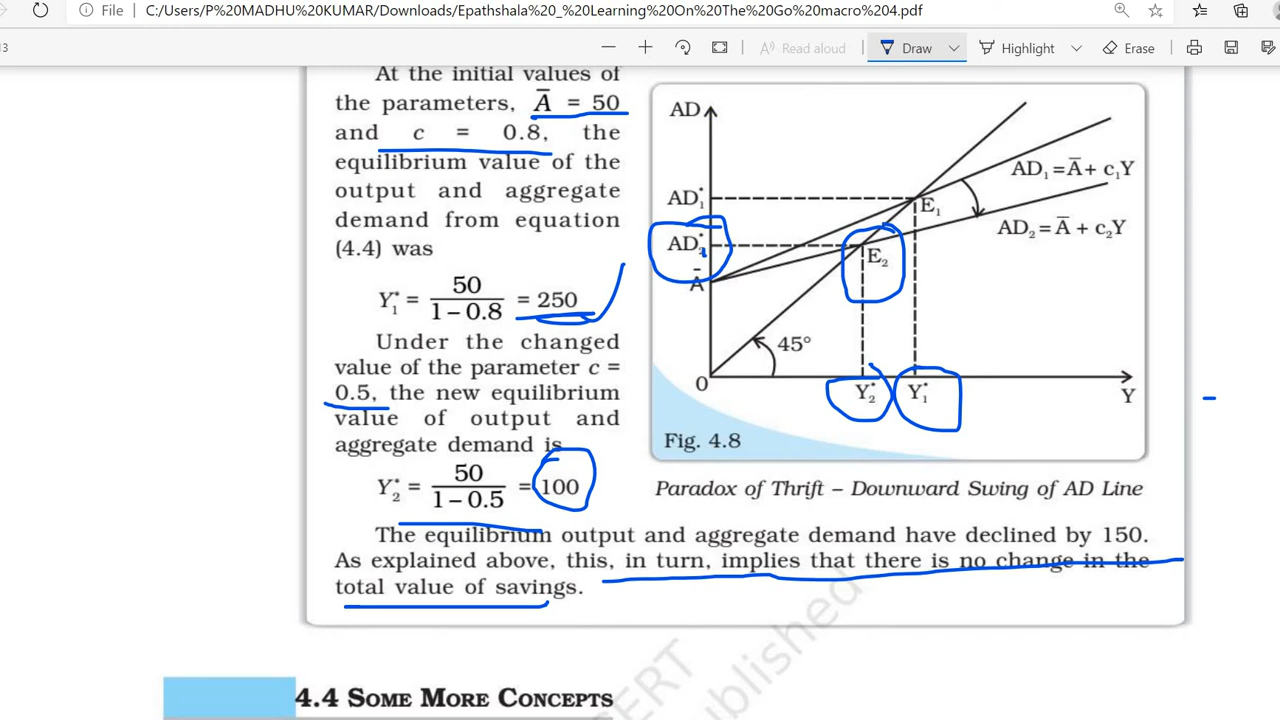 File | C:/Users/P%20MADHU%20KUMAR/Downloads/Epathshala%20_%20Learning%20On%20The%20Go%20macro%204.pdf
13
Read aloud
Draw
Highlight
Erase
At the initial values of
the parameters, Ā = 50
and c = 0.8, the
equilibrium value of the
output and aggregate
demand from equation
(4.4) was
Y₁* = 50 / (1 – 0.8) = 250
Under the changed
value of the parameter c =
0.5, the new equilibrium
value of output and
aggregate demand is
Y₂* = 50 / (1 – 0.5) = 100
AD
AD₁ = Ā + c₁Y
AD₁*
E₁
AD₂ = Ā + c₂Y
AD₂*
E₂
Ā
45°
0
Y₂*
Y₁*
Y
Fig. 4.8
Paradox of Thrift – Downward Swing of AD Line
The equilibrium output and aggregate demand have declined by 150.
As explained above, this, in turn, implies that there is no change in the
total value of savings.
4.4 SOME MORE CONCEPTS